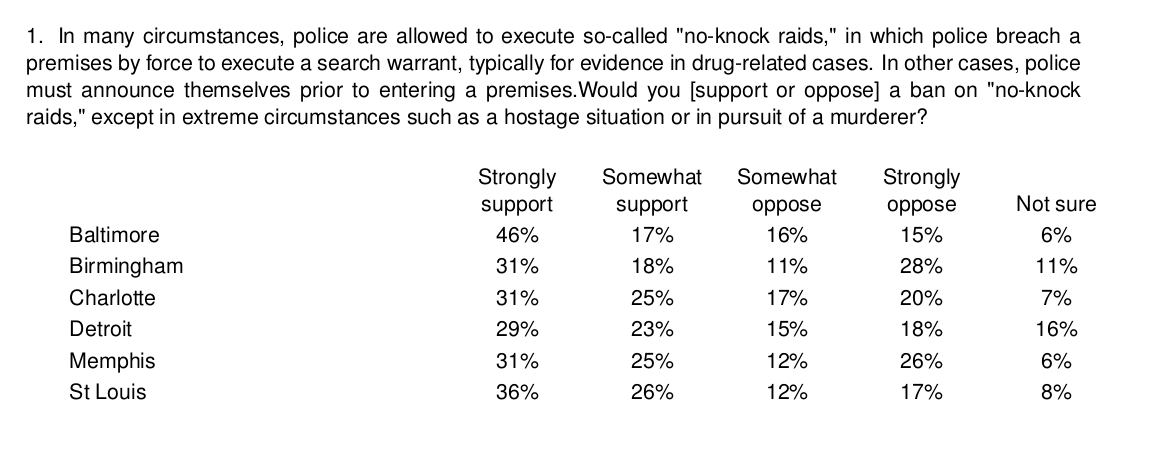 1. In many circumstances, police are allowed to execute so-called "no-knock raids," in which police breach a
premises by force to execute a search warrant, typically for evidence in drug-related cases. In other cases, police
must announce themselves prior to entering a premises.Would you [support or oppose] a ban on "no-knock
raids," except in extreme circumstances such as a hostage situation or in pursuit of a murderer?
Strongly Somewhat Somewhat Strongly
support support oppose oppose Not sure
Baltimore 46% 17% 16% 15% 6%
Birmingham 31% 18% 11% 28% 11%
Charlotte 31% 25% 17% 20% 7%
Detroit 29% 23% 15% 18% 16%
Memphis 31% 25% 12% 26% 6%
St Louis 36% 26% 12% 17% 8%